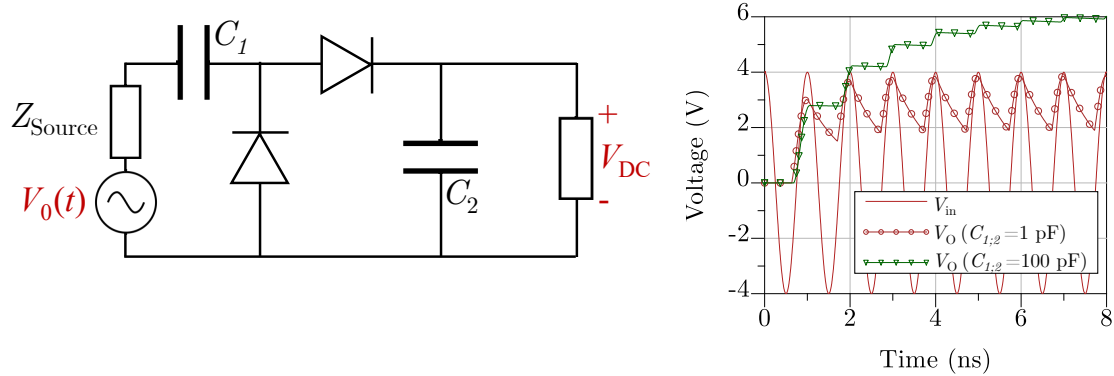 C1
ZSource
V0(t)
C2
+
VDC
-
Voltage (V)
6
4
2
0
-2
-4
Vin
VO (C1;2=1 pF)
VO (C1;2=100 pF)
0
2
4
6
8
Time (ns)